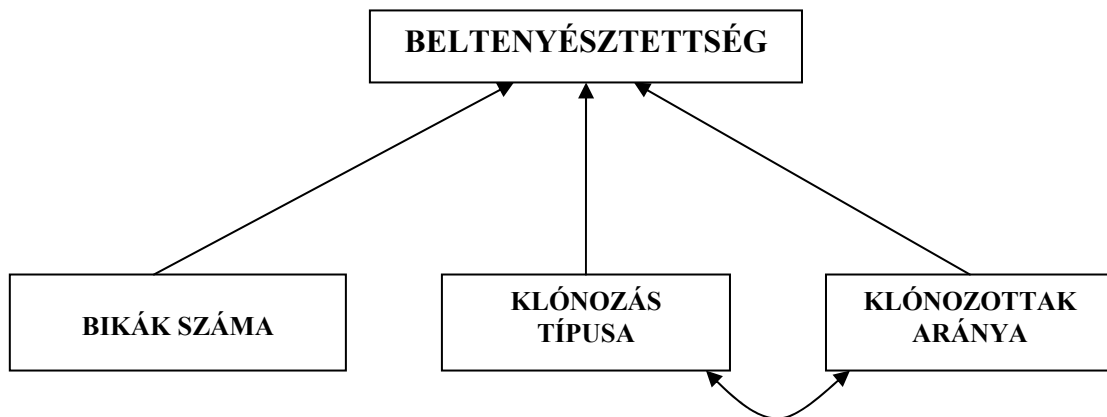 BELTENYÉSZTETTSÉG
BIKÁK SZÁMA
KLÓNOZÁS
TÍPUSA
KLÓNOZOTTAK
ARÁNYA